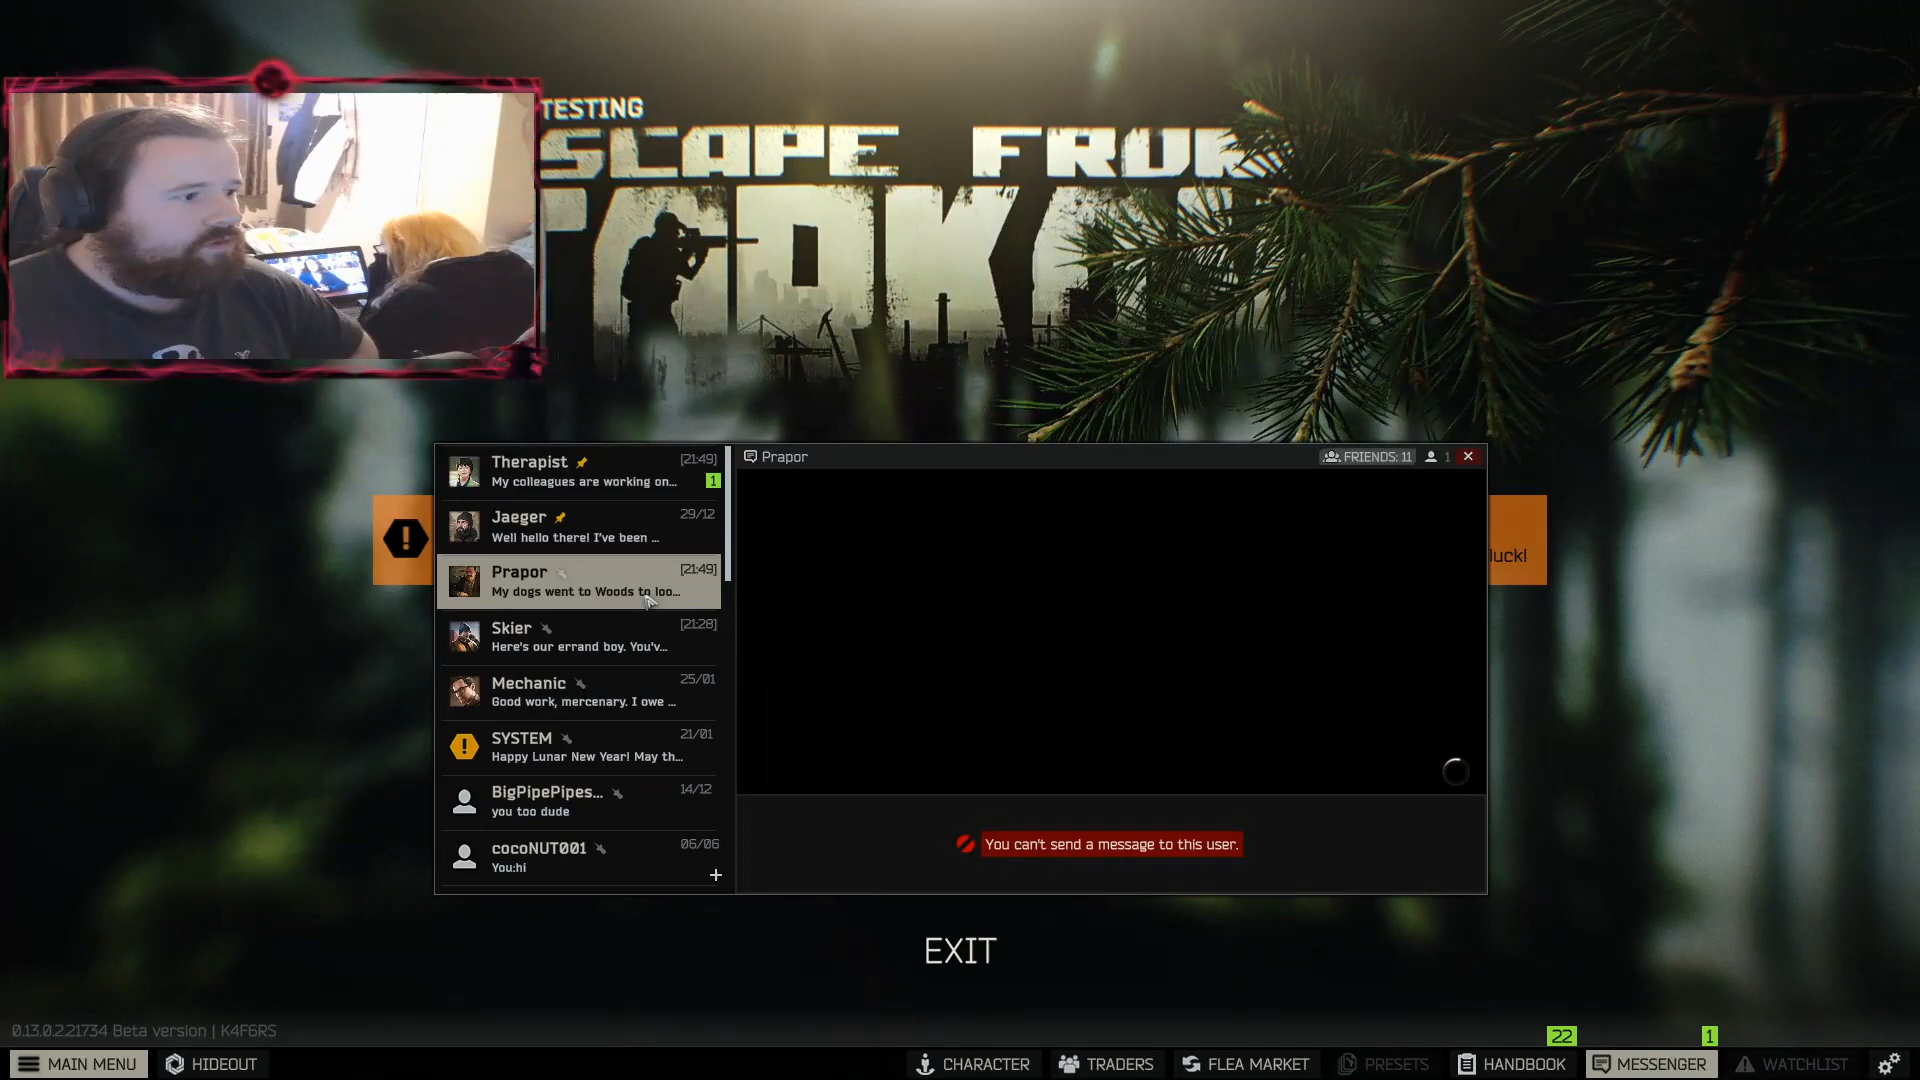 TESTING
SCAPE FROM
TARKOV
Therapist
[21:49]
My colleagues are working on...
1
Jaeger
29/12
Well hello there! I've been ...
Prapor
[21:49]
My dogs went to Woods to loo...
Skier
[21:28]
Here's our errand boy. You'v...
Mechanic
25/01
Good work, mercenary. I owe ...
SYSTEM
21/01
Happy Lunar New Year! May th...
BigPipePipes...
14/12
you too dude
cocoNUT001
06/06
You:hi
+
Prapor
FRIENDS: 11
1
You can't send a message to this user.
luck!
EXIT
0.13.0.2.21734 Beta version | K4F6RS
22
1
MAIN MENU
HIDEOUT
CHARACTER
TRADERS
FLEA MARKET
PRESETS
HANDBOOK
MESSENGER
WATCHLIST